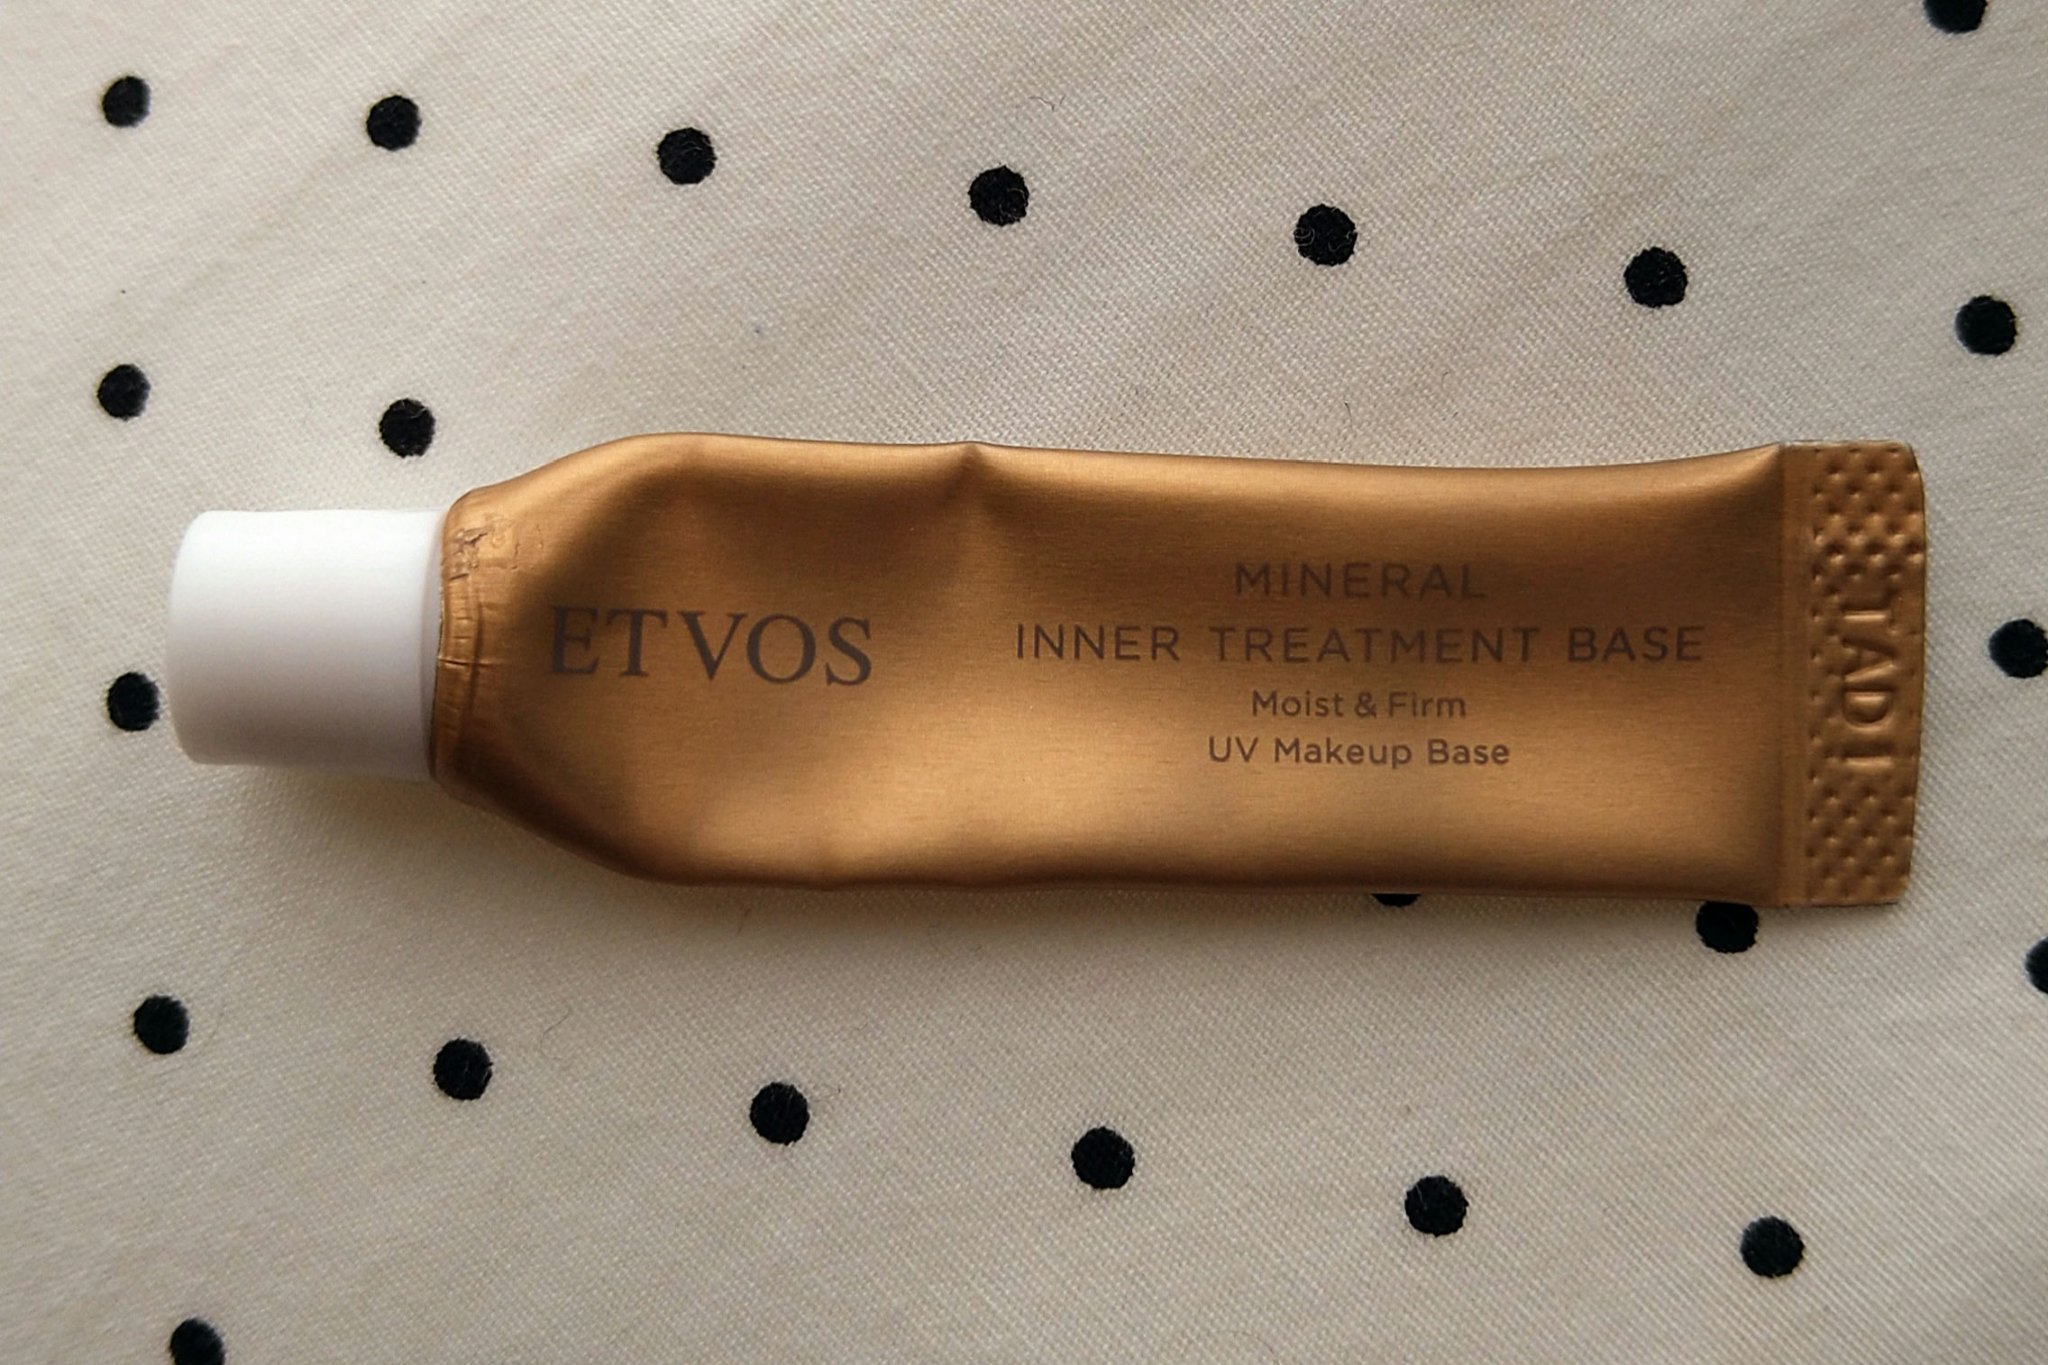 ETVOS
MINERAL
INNER TREATMENT BASE
Moist & Firm
UV Makeup Base